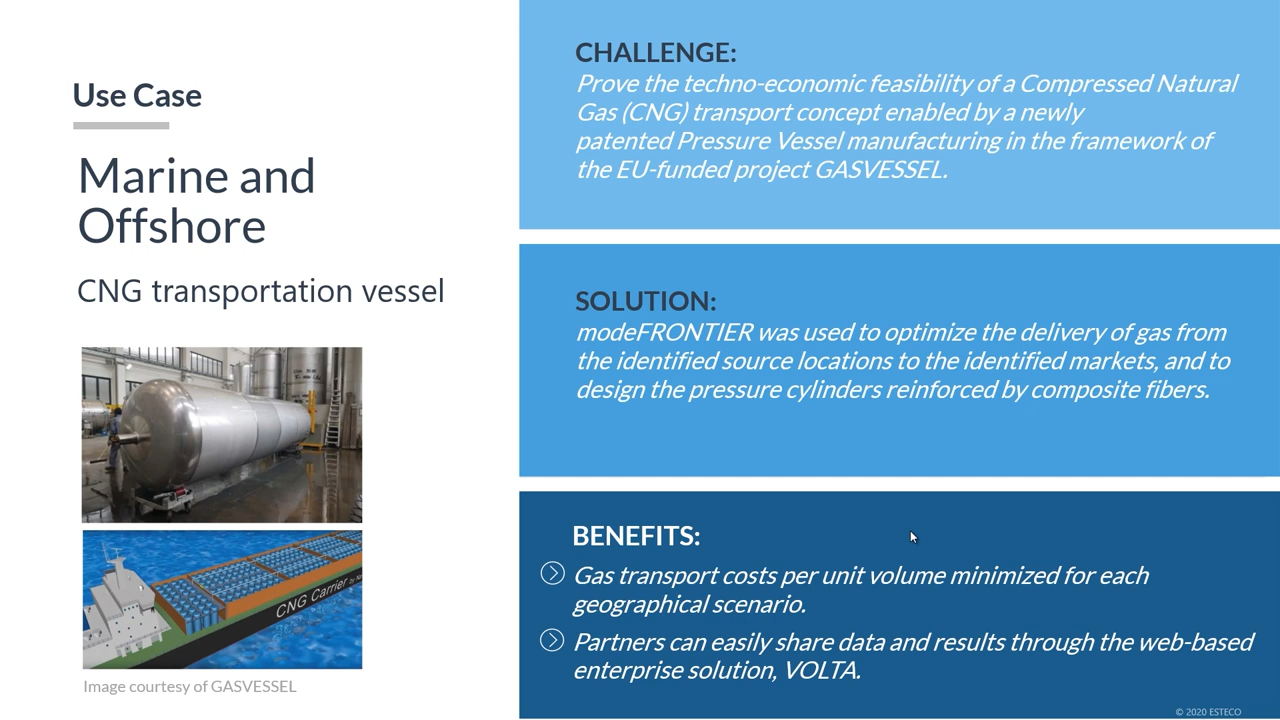 Use Case
Marine and
Offshore
CNG transportation vessel
CNG Carrier
Image courtesy of GASVESSEL
CHALLENGE:
Prove the techno-economic feasibility of a Compressed Natural
Gas (CNG) transport concept enabled by a newly
patented Pressure Vessel manufacturing in the framework of
the EU-funded project GASVESSEL.
SOLUTION:
modeFRONTIER was used to optimize the delivery of gas from
the identified source locations to the identified markets, and to
design the pressure cylinders reinforced by composite fibers.
BENEFITS:
Gas transport costs per unit volume minimized for each
geographical scenario.
Partners can easily share data and results through the web-based
enterprise solution, VOLTA.
© 2020 ESTECO